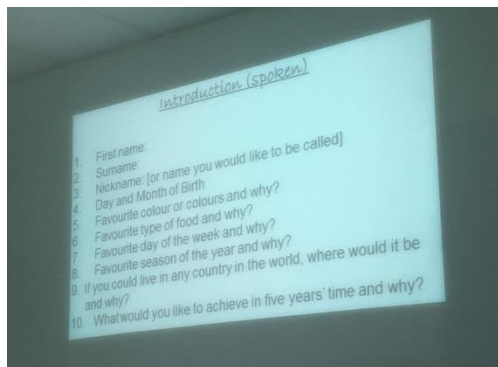 Introduction (spoken)
1. First name:
2. Surname:
3. Nickname: [or name you would like to be called]
4. Day and Month of Birth
5. Favourite colour or colours and why?
6. Favourite type of food and why?
7. Favourite day of the week and why?
8. Favourite season of the year and why?
9 If you could live in any country in the world, where would it be
and why?
10. What would you like to achieve in five years' time and why?